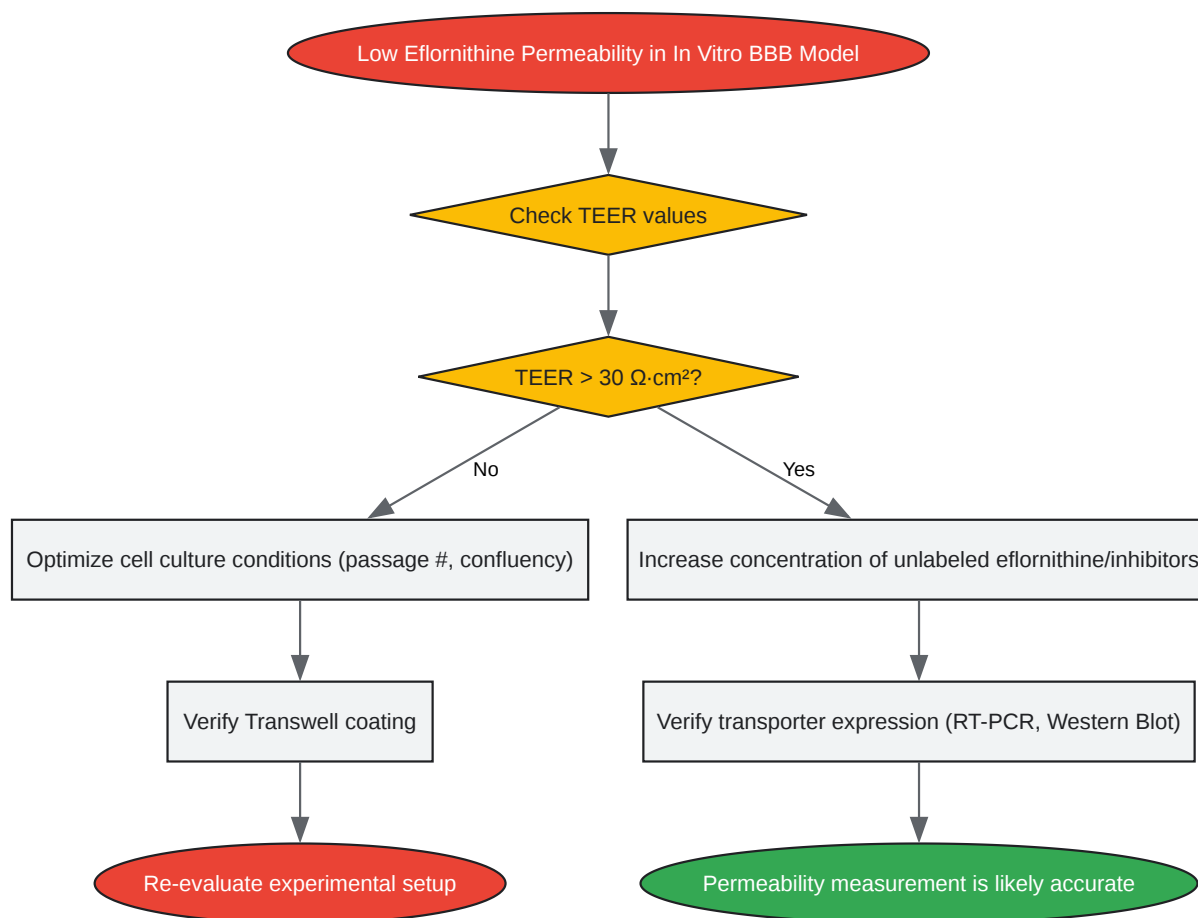 Low Eflornithine Permeability in In Vitro BBB Model
Check TEER values
TEER > 30 Ω·cm²?
No
Yes
Optimize cell culture conditions (passage #, confluency)
Increase concentration of unlabeled eflornithine/inhibitors
Verify Transwell coating
Verify transporter expression (RT-PCR, Western Blot)
Re-evaluate experimental setup
Permeability measurement is likely accurate